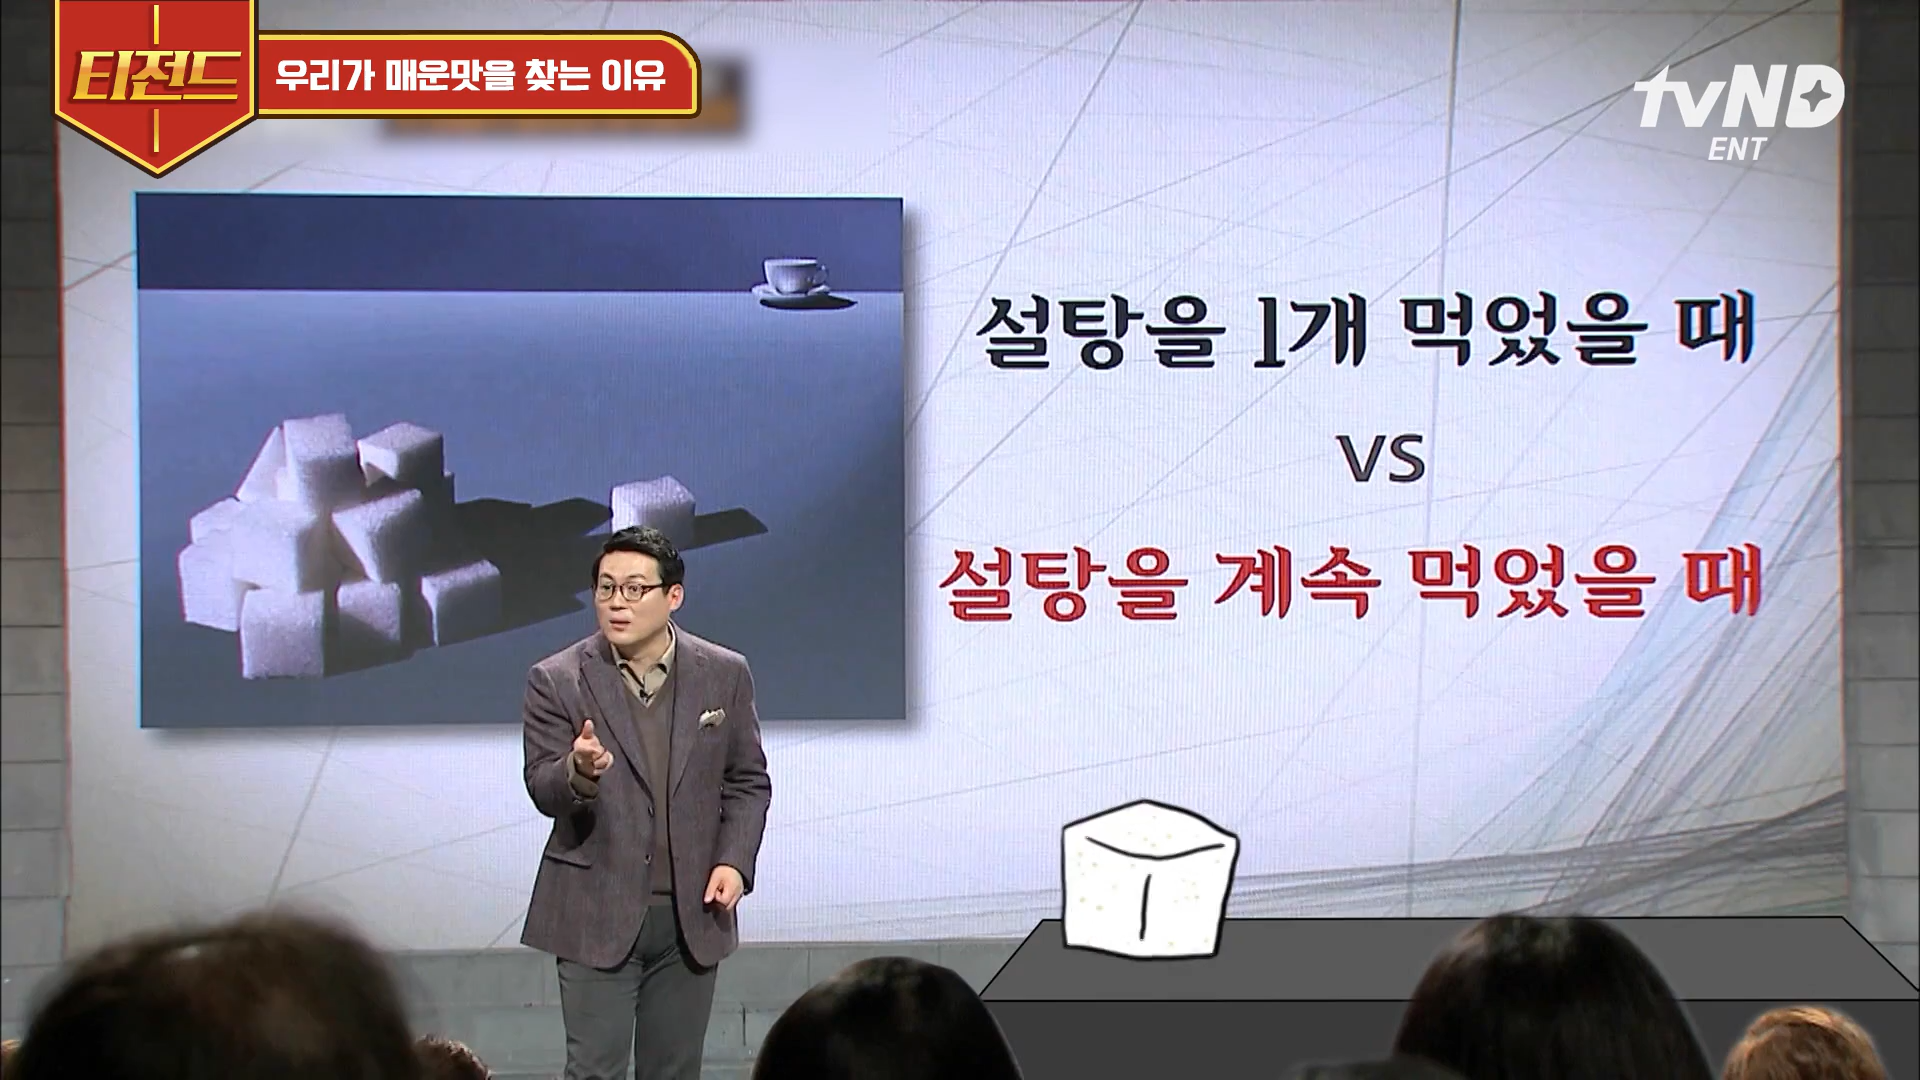 티전드
우리가 매운맛을 찾는 이유
tvND
ENT
설탕을 1개 먹었을 때
vs
설탕을 계속 먹었을 때